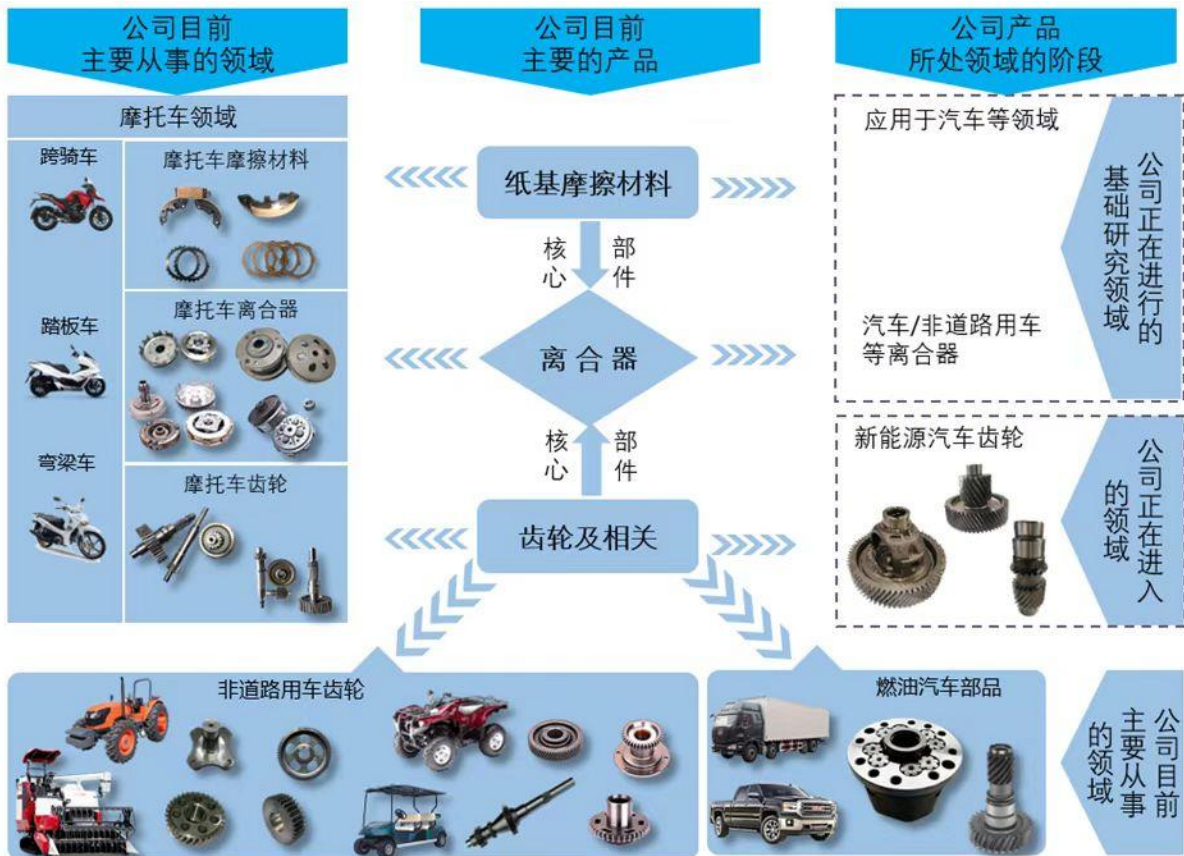 公司目前
主要从事的领域
公司目前
主要的产品
公司产品
所处领域的阶段
摩托车领域
跨骑车
摩托车摩擦材料
踏板车
摩托车离合器
弯梁车
摩托车齿轮
纸基摩擦材料
核心
部件
离合器
核心
部件
齿轮及相关
应用于汽车等领域
汽车/非道路用车
等离合器
公司正在进行的
基础研究领域
新能源汽车齿轮
公司正在进入
的领域
非道路用车齿轮
燃油汽车部品
公司目前
主要从事
的领域